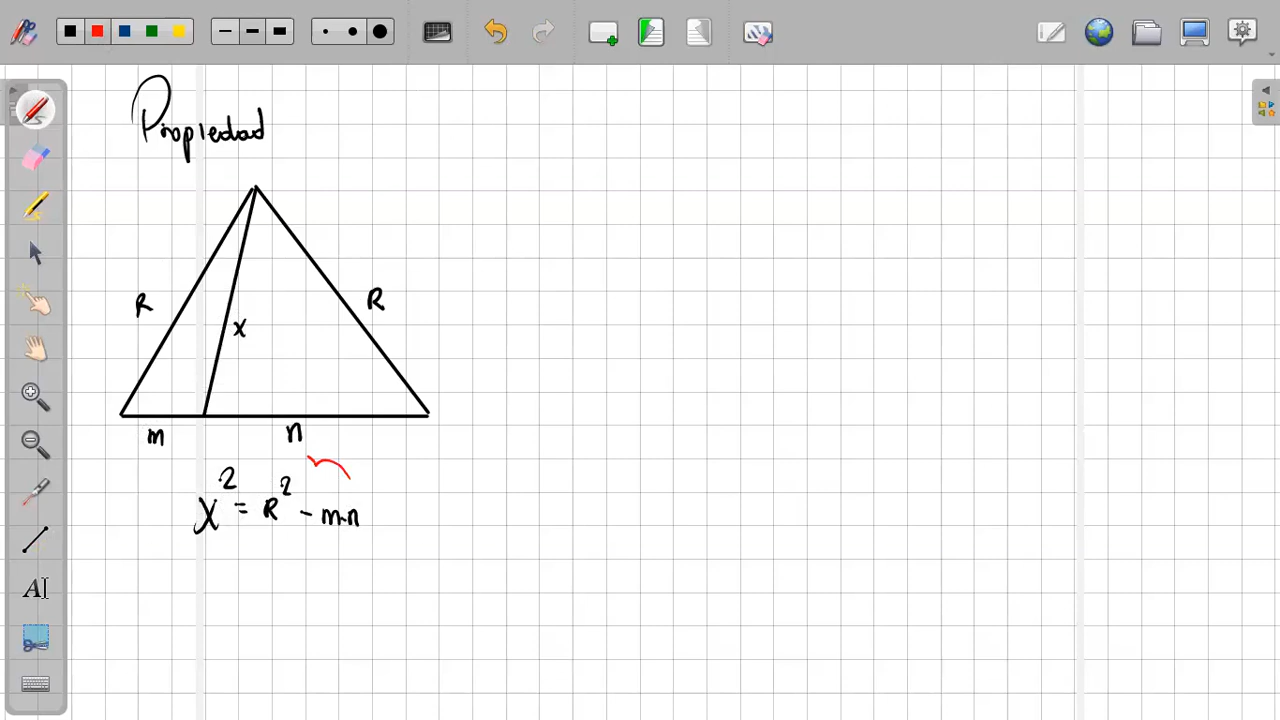 Propiedad
R
R
x
m
n
x² = R² - m.n
A